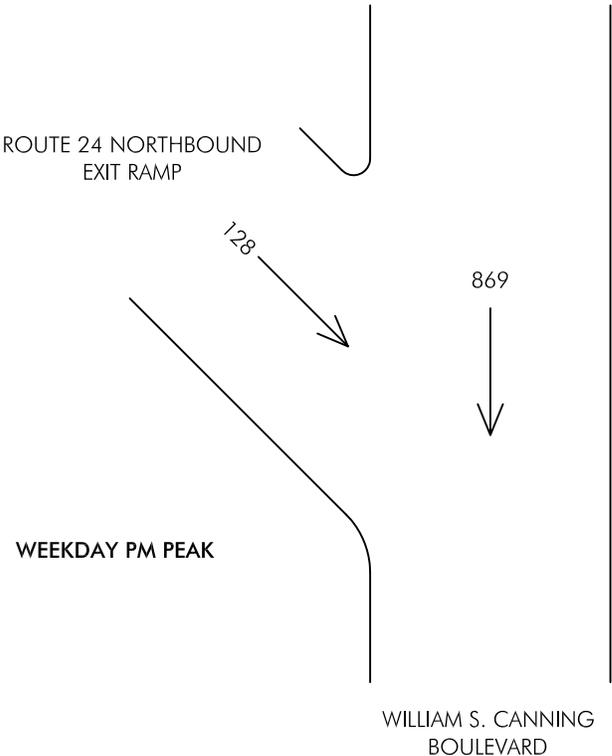 ROUTE 24 NORTHBOUND
EXIT RAMP
128
869
WEEKDAY PM PEAK
WILLIAM S. CANNING
BOULEVARD